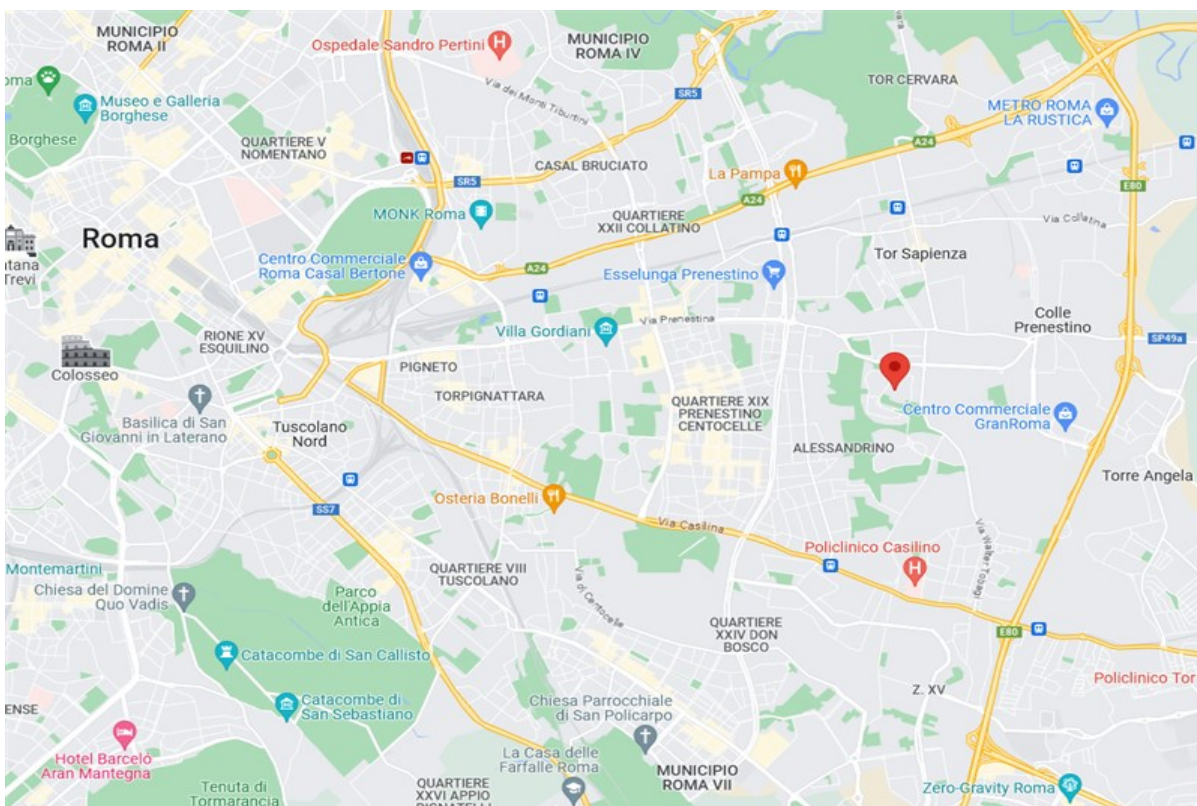 MUNICIPIO
ROMA II
Ospedale Sandro Pertini
H
MUNICIPIO
ROMA IV
Via dei Monti Tiburtini
SR5
TOR CERVARA
METRO ROMA
LA RUSTICA
oma
Museo e Galleria
Borghese
Borghese
QUARTIERE V
NOMENTANO
CASAL BRUCIATO
A24
La Pampa
SR5
E80
MONK Roma
QUARTIERE
XXII COLLATINO
A24
Via Collatina
Roma
ntana
Trevi
Centro Commerciale
Roma Casal Bertone
A24
Esselunga Prenestino
Tor Sapienza
Villa Gordiani
Via Prenestina
Colle
Prenestino
SP49a
RIONE XV
ESQUILINO
Colosseo
PIGNETO
TORPIGNATTARA
QUARTIERE XIX
PRENESTINO
CENTOCELLE
Centro Commerciale
GranRoma
Basilica di San
Giovanni in Laterano
Tuscolano
Nord
ALESSANDRINO
Torre Angela
SS7
Osteria Bonelli
Via Casilina
Via Walter Tobagi
Policlinico Casilino
H
Montemartini
Chiesa del Domine
Quo Vadis
QUARTIERE VIII
TUSCOLANO
Parco
dell'Appia
Antica
Via di Centocelle
QUARTIERE
XXIV DON
BOSCO
E80
Catacombe di San Callisto
Policlinico Tor
Z. XV
Catacombe di
San Sebastiano
Chiesa Parrocchiale
di San Policarpo
ENSE
Hotel Barcelò
Aran Mantegna
La Casa delle
Farfalle Roma
MUNICIPIO
ROMA VII
Tenuta di
Tormarancia
QUARTIERE
XXVI APPIO
Zero-Gravity Roma